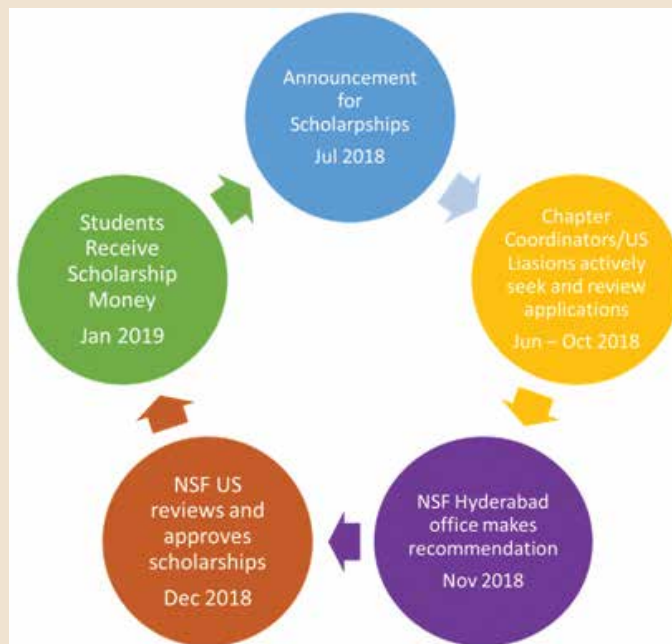 Announcement
for
Scholarpships
Jul 2018
Chapter
Coordinators/US
Liasions actively
seek and review
applications
Jun – Oct 2018
NSF Hyderabad
office makes
recommendation
Nov 2018
NSF US
reviews and
approves
scholarships
Dec 2018
Students
Receive
Scholarship
Money
Jan 2019